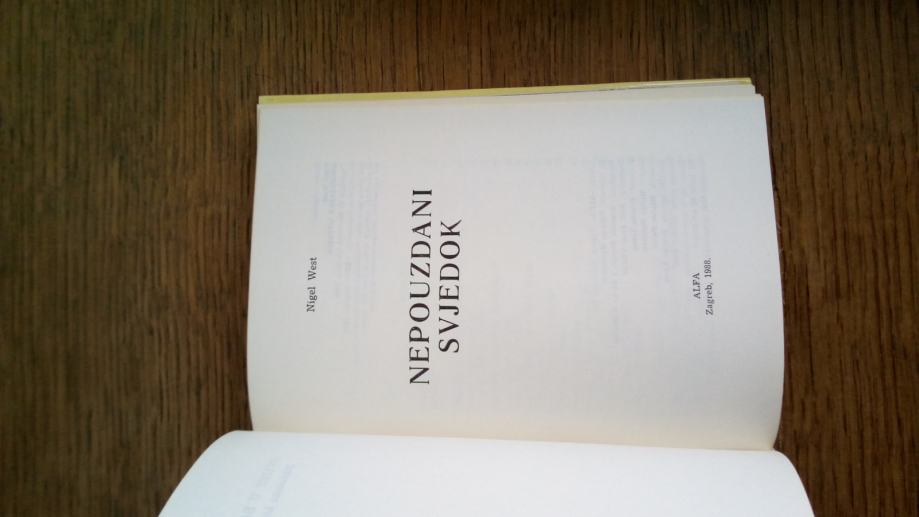 Nigel West
NEPOUZDANI
SVJEDOK
ALFA
Zagreb, 1988.